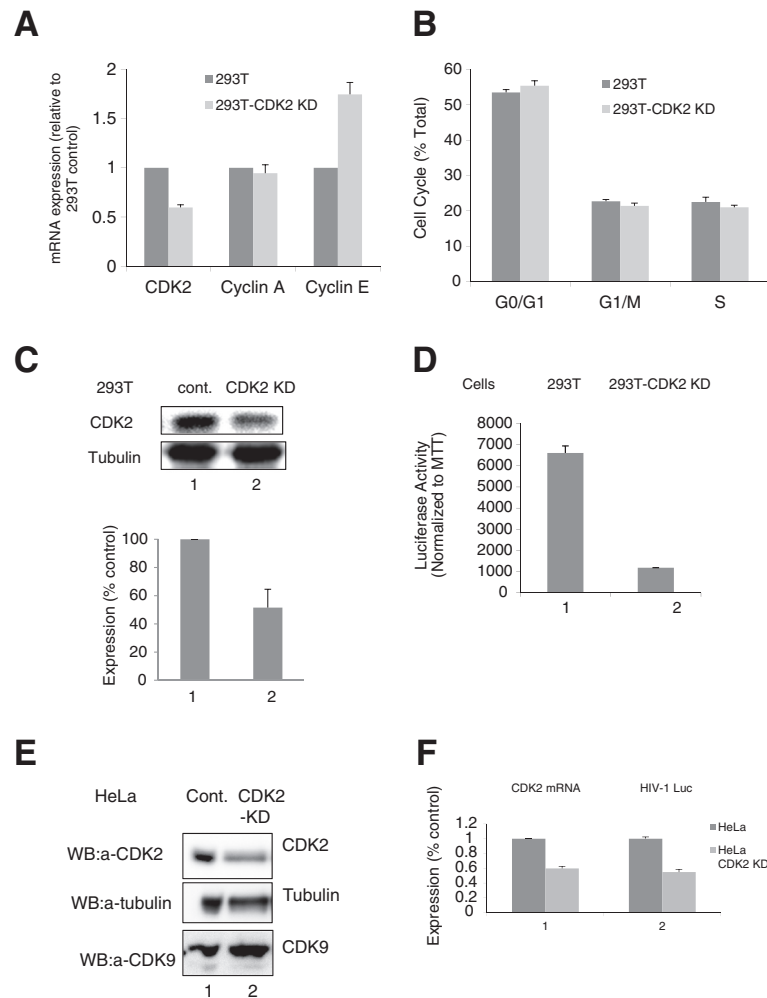 A
mRNA expression (relative to
293T control)
2
1.5
1
0.5
0
293T
293T-CDK2 KD
CDK2 Cyclin A Cyclin E
B
Cell Cycle (% Total)
60
50
40
30
20
10
0
293T
293T-CDK2 KD
G0/G1 G1/M S
C
293T cont. CDK2 KD
CDK2
Tubulin
1 2
Expression (% control)
100
80
60
40
20
0
1 2
D
Cells 293T 293T-CDK2 KD
Luciferase Activity
(Normalized to MTT)
8000
7000
6000
5000
4000
3000
2000
1000
0
1 2
E
HeLa Cont. CDK2
-KD
WB:a-CDK2 CDK2
WB:a-tubulin Tubulin
WB:a-CDK9 CDK9
1 2
F
CDK2 mRNA HIV-1 Luc
Expression (% control)
1.2
1
0.8
0.6
0.4
0.2
0
HeLa
HeLa
CDK2 KD
1 2